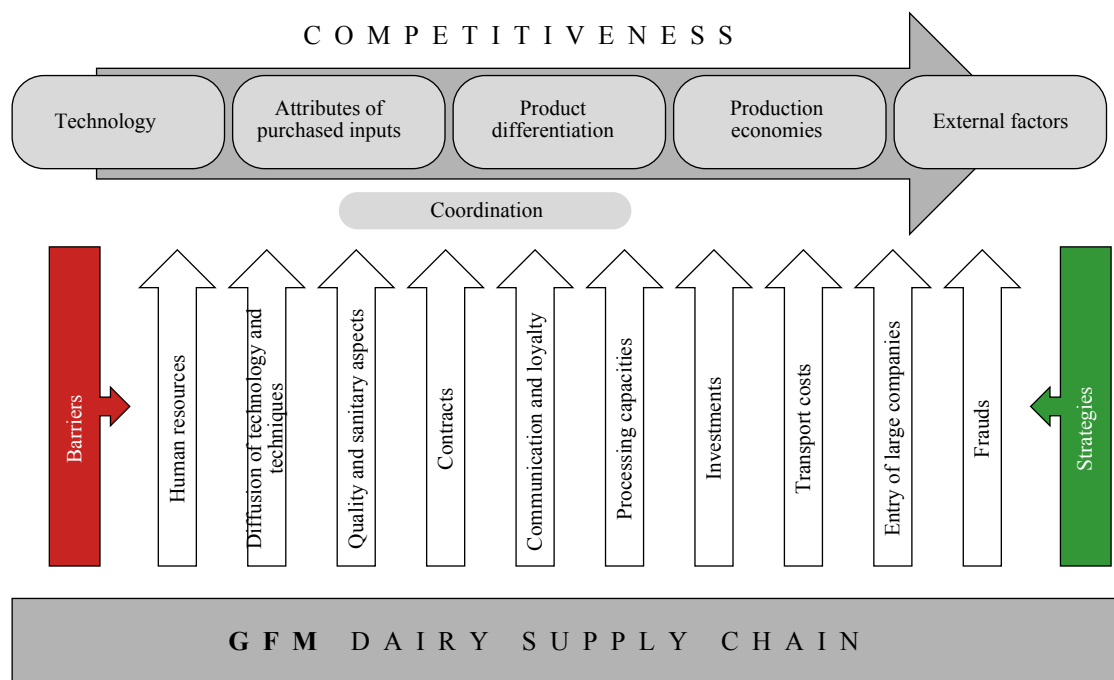 COMPETITIVENESS
Technology
Attributes of
purchased inputs
Product
differentiation
Production
economies
External factors
Coordination
Barriers
Human resources
Diffusion of technology and
techniques
Quality and sanitary aspects
Contracts
Communication and loyalty
Processing capacities
Investments
Transport costs
Entry of large companies
Frauds
Strategies
GFM DAIRY SUPPLY CHAIN